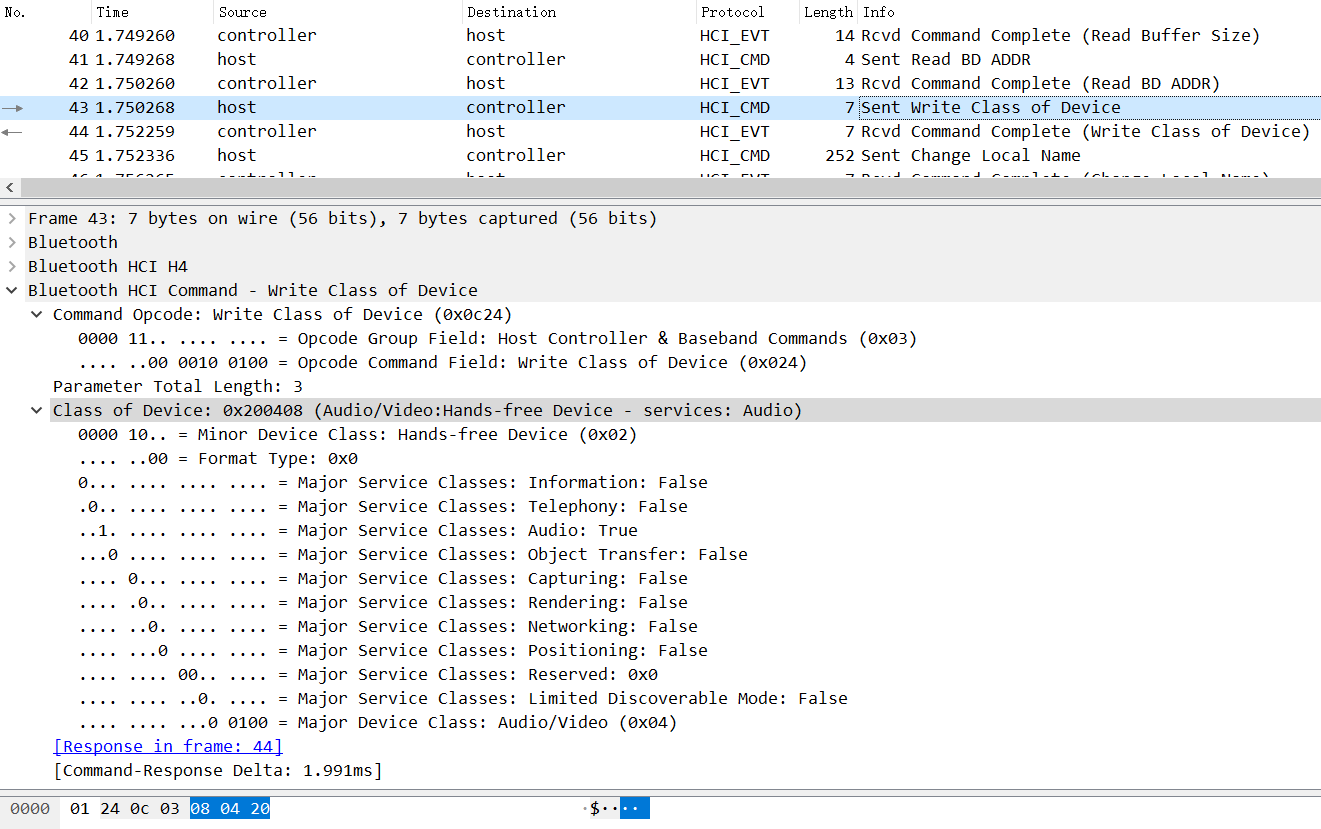 No. Time Source Destination Protocol Length Info
40 1.749260 controller host HCI_EVT 14 Rcvd Command Complete (Read Buffer Size)
41 1.749268 host controller HCI_CMD 4 Sent Read BD ADDR
42 1.750260 controller host HCI_EVT 13 Rcvd Command Complete (Read BD ADDR)
43 1.750268 host controller HCI_CMD 7 Sent Write Class of Device
44 1.752259 controller host HCI_EVT 7 Rcvd Command Complete (Write Class of Device)
45 1.752336 host controller HCI_CMD 252 Sent Change Local Name
Frame 43: 7 bytes on wire (56 bits), 7 bytes captured (56 bits)
Bluetooth
Bluetooth HCI H4
Bluetooth HCI Command - Write Class of Device
Command Opcode: Write Class of Device (0x0c24)
0000 11.. .... .... = Opcode Group Field: Host Controller & Baseband Commands (0x03)
.... ..00 0010 0100 = Opcode Command Field: Write Class of Device (0x024)
Parameter Total Length: 3
Class of Device: 0x200408 (Audio/Video:Hands-free Device - services: Audio)
0000 10.. = Minor Device Class: Hands-free Device (0x02)
.... ..00 = Format Type: 0x0
0... .... .... .... = Major Service Classes: Information: False
.0.. .... .... .... = Major Service Classes: Telephony: False
..1. .... .... .... = Major Service Classes: Audio: True
...0 .... .... .... = Major Service Classes: Object Transfer: False
.... 0... .... .... = Major Service Classes: Capturing: False
.... .0.. .... .... = Major Service Classes: Rendering: False
.... ..0. .... .... = Major Service Classes: Networking: False
.... ...0 .... .... = Major Service Classes: Positioning: False
.... .... 00.. .... = Major Service Classes: Reserved: 0x0
.... .... ..0. .... = Major Service Classes: Limited Discoverable Mode: False
.... .... ...0 0100 = Major Device Class: Audio/Video (0x04)
[Response in frame: 44]
[Command-Response Delta: 1.991ms]
0000 01 24 0c 03 08 04 20 ·$····